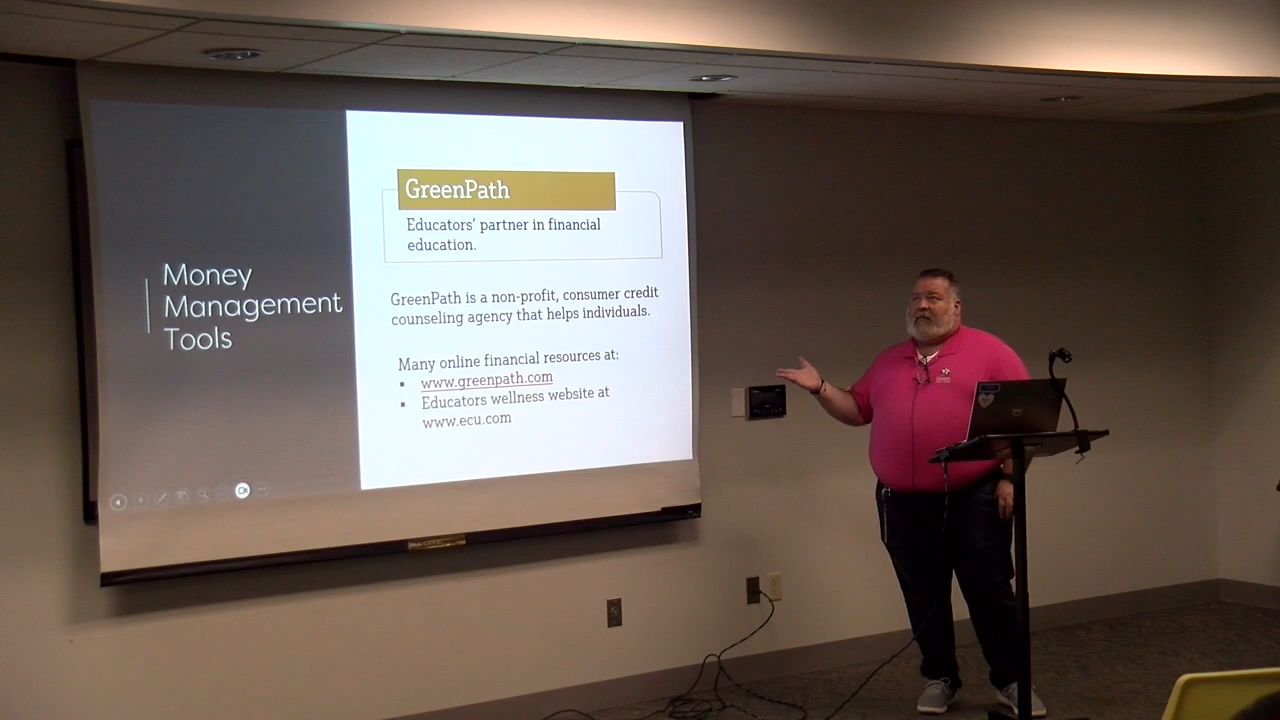 Money
Management
Tools
GreenPath
Educators' partner in financial
education.
GreenPath is a non-profit, consumer credit
counseling agency that helps individuals.
Many online financial resources at:
▪ www.greenpath.com
▪ Educators wellness website at
www.ecu.com